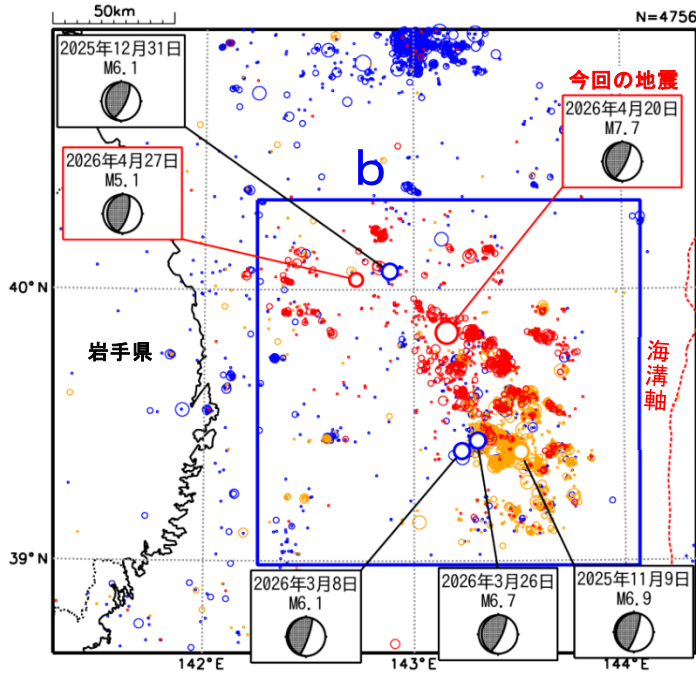 50km
N=4756
2025年12月31日
M6.1
今回の地震
2026年4月20日
M7.7
2026年4月27日
M5.1
b
40°N
岩手県
海溝軸
39°N
2026年3月8日
M6.1
2026年3月26日
M6.7
2025年11月9日
M6.9
142°E
143°E
144°E